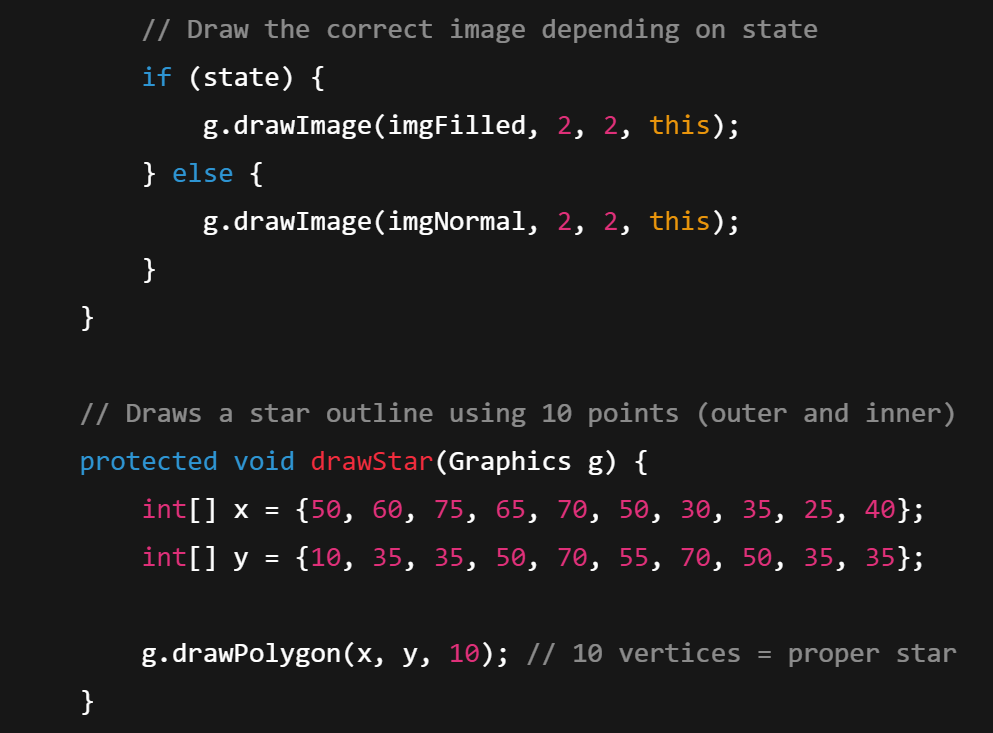 // Draw the correct image depending on state
if (state) {
g.drawImage(imgFilled, 2, 2, this);
} else {
g.drawImage(imgNormal, 2, 2, this);
}
}
// Draws a star outline using 10 points (outer and inner)
protected void drawStar(Graphics g) {
int[] x = {50, 60, 75, 65, 70, 50, 30, 35, 25, 40};
int[] y = {10, 35, 35, 50, 70, 55, 70, 50, 35, 35};
g.drawPolygon(x, y, 10); // 10 vertices = proper star
}